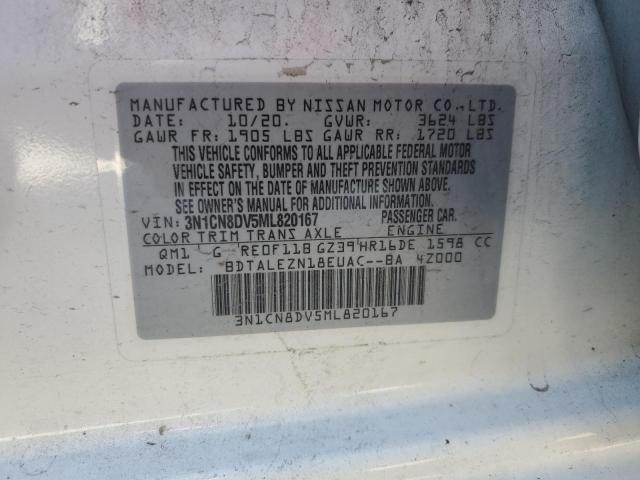 MANUFACTURED BY NISSAN MOTOR CO.,LTD.
DATE: 10/20. GVWR: 3624 LBS
GAWR FR: 1905 LBS GAWR RR: 1720 LBS
THIS VEHICLE CONFORMS TO ALL APPLICABLE FEDERAL MOTOR
VEHICLE SAFETY, BUMPER AND THEFT PREVENTION STANDARDS
IN EFFECT ON THE DATE OF MANUFACTURE SHOWN ABOVE.
SEE OWNER'S MANUAL FOR ADDITIONAL INFORMATION.
VIN: 3N1CN8DV5ML820167 PASSENGER CAR
COLOR TRIM TRANS AXLE ENGINE
QM1 G RE0F11B GZ39 HR16DE 1598 CC
MODEL: BDTALEZN18EUAC--BA 4Z000
3N1CN8DV5ML820167